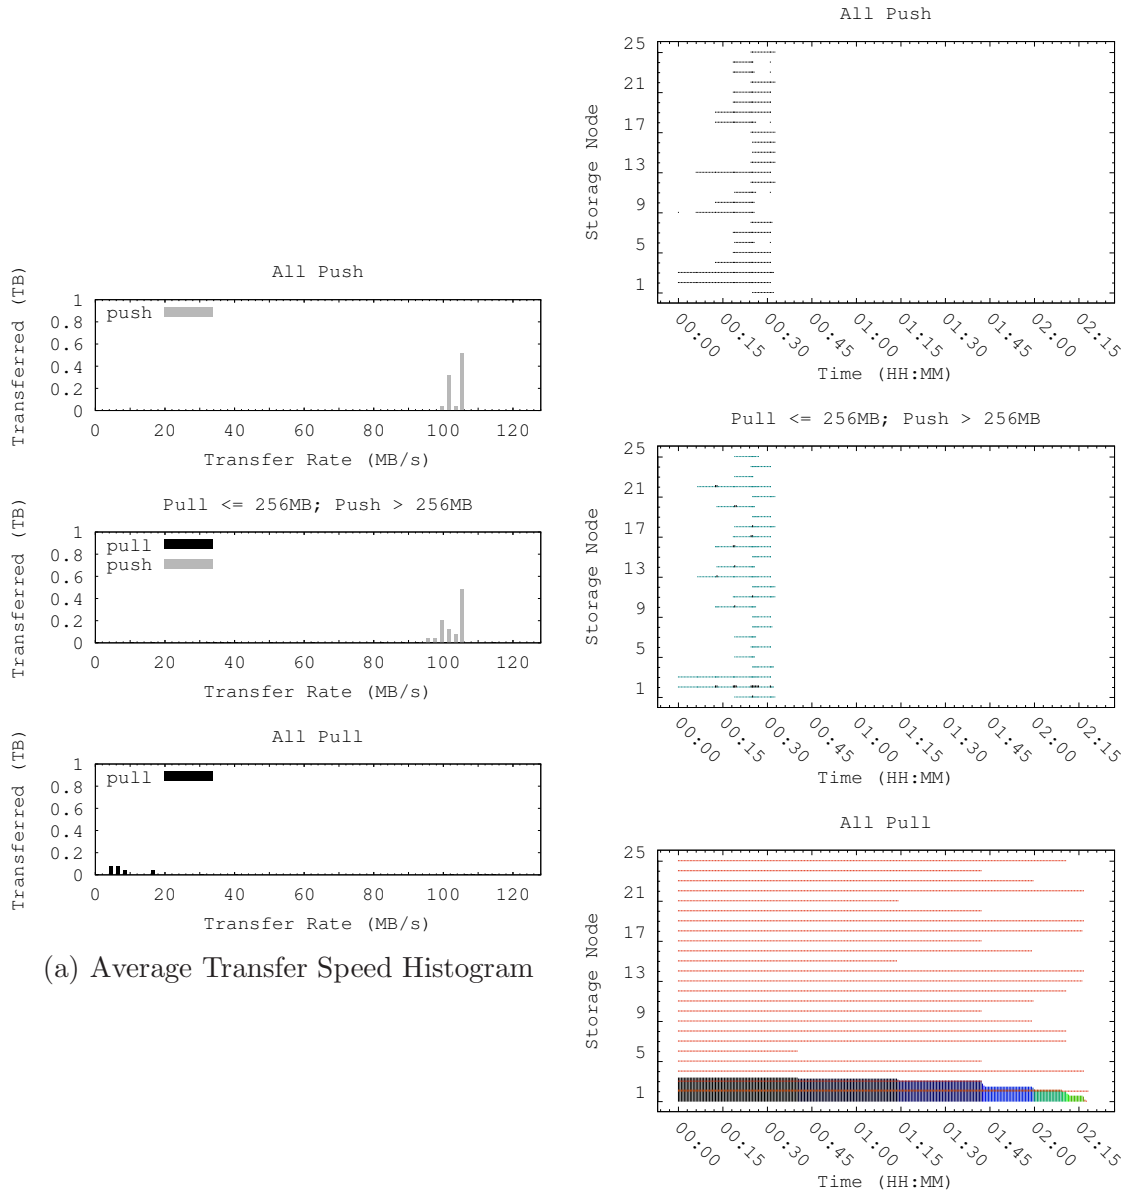 All Push
Transferred (TB)
1
0.8
0.6
0.4
0.2
0
push
0 20 40 60 80 100 120
Transfer Rate (MB/s)
Pull <= 256MB; Push > 256MB
Transferred (TB)
1
0.8
0.6
0.4
0.2
0
pull
push
0 20 40 60 80 100 120
Transfer Rate (MB/s)
All Pull
Transferred (TB)
1
0.8
0.6
0.4
0.2
0
pull
0 20 40 60 80 100 120
Transfer Rate (MB/s)
(a) Average Transfer Speed Histogram
All Push
Storage Node
25
21
17
13
9
5
1
00:00 00:15 00:30 00:45 01:00 01:15 01:30 01:45 02:00 02:15
Time (HH:MM)
Pull <= 256MB; Push > 256MB
Storage Node
25
21
17
13
9
5
1
00:00 00:15 00:30 00:45 01:00 01:15 01:30 01:45 02:00 02:15
Time (HH:MM)
All Pull
Storage Node
25
21
17
13
9
5
1
00:00 00:15 00:30 00:45 01:00 01:15 01:30 01:45 02:00 02:15
Time (HH:MM)